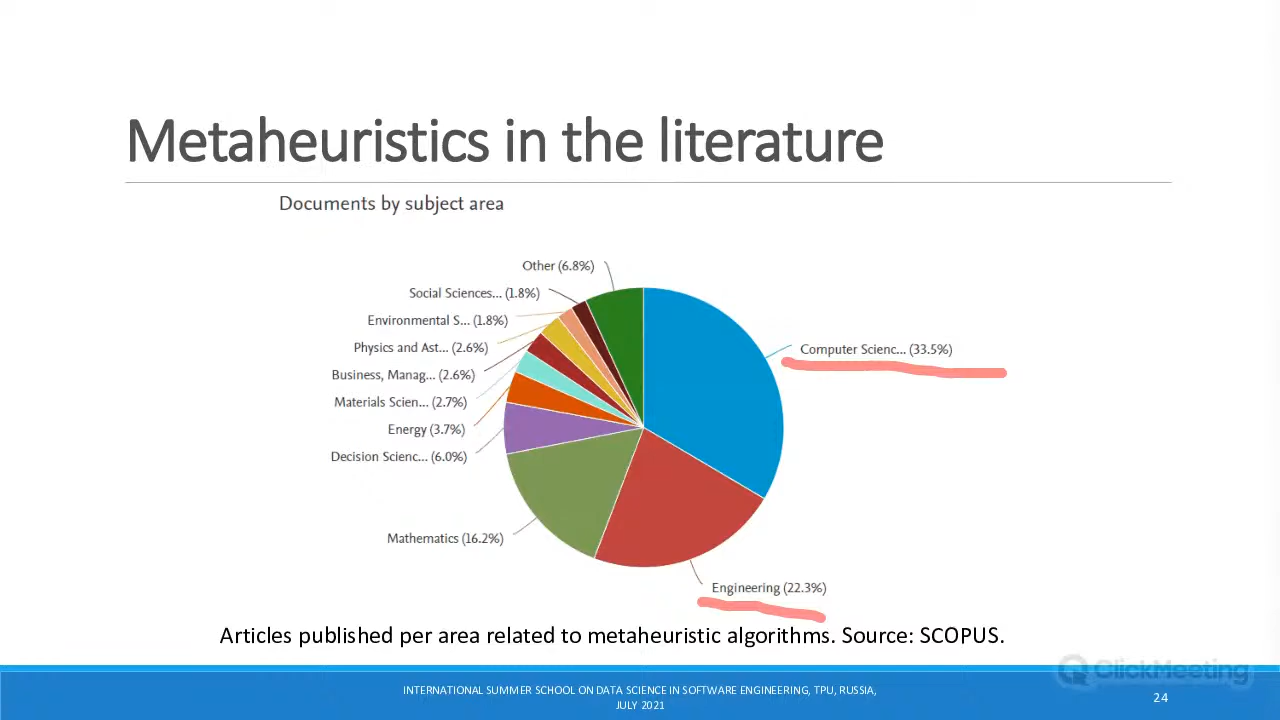 Metaheuristics in the literature
Documents by subject area
Other (6.8%)
Social Sciences... (1.8%)
Environmental S... (1.8%)
Physics and Ast... (2.6%)
Business, Manag... (2.6%)
Materials Scien... (2.7%)
Energy (3.7%)
Decision Scienc... (6.0%)
Mathematics (16.2%)
Computer Scienc... (33.5%)
Engineering (22.3%)
Articles published per area related to metaheuristic algorithms. Source: SCOPUS.
ClickMeeting
INTERNATIONAL SUMMER SCHOOL ON DATA SCIENCE IN SOFTWARE ENGINEERING, TPU, RUSSIA,
JULY 2021
24